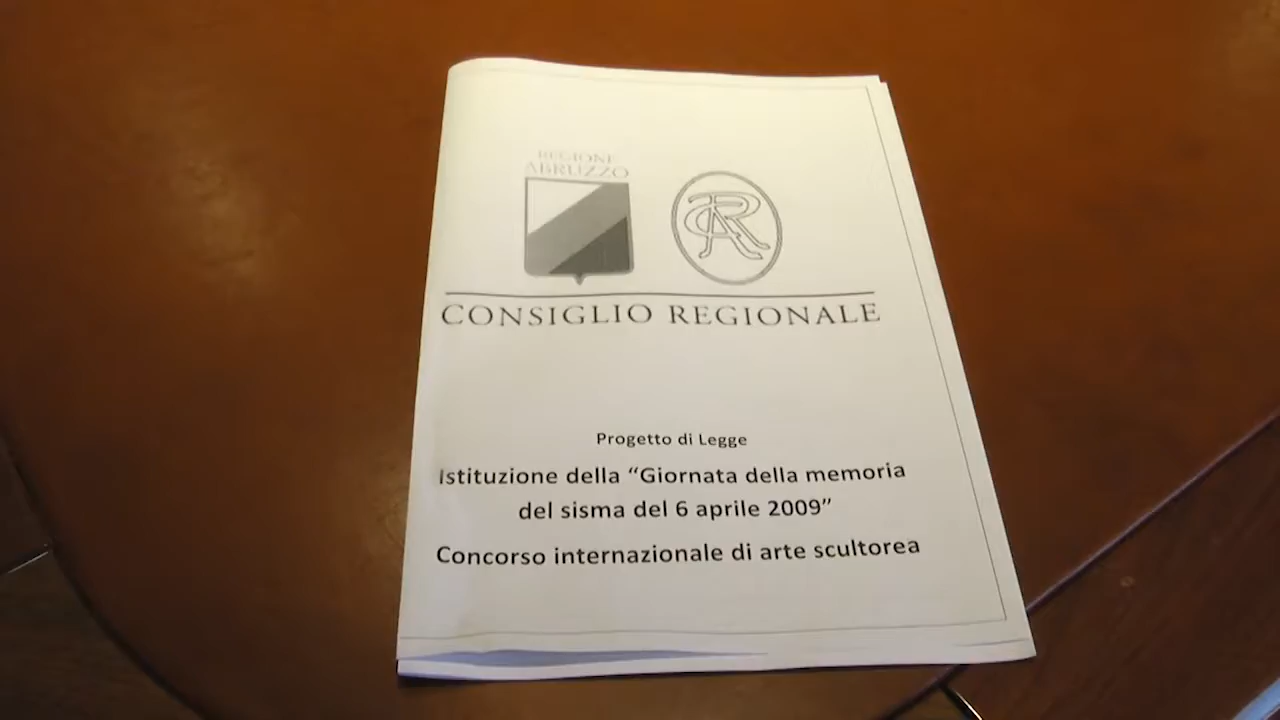 REGIONE
ABRUZZO
CONSIGLIO REGIONALE
Progetto di Legge
Istituzione della “Giornata della memoria
del sisma del 6 aprile 2009”
Concorso internazionale di arte scultorea